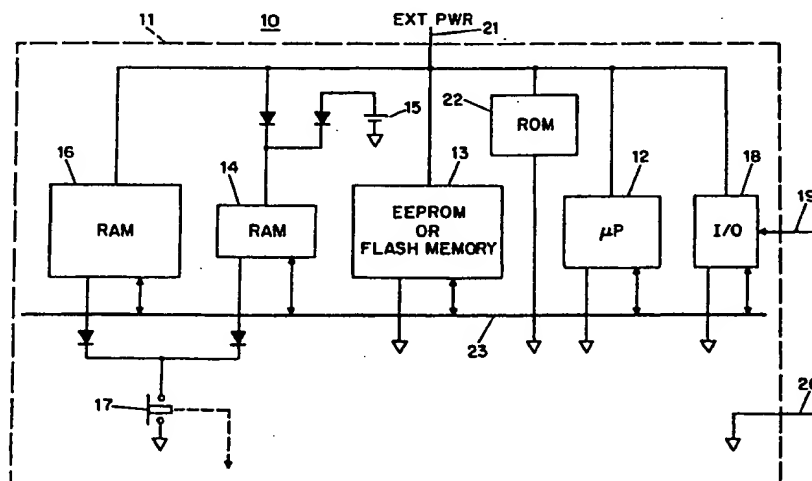 11
10
EXT PWR
21
15
22
ROM
16
RAM
14
RAM
13
EEPROM
OR
FLASH MEMORY
12
μP
18
I/O
19
23
17
20